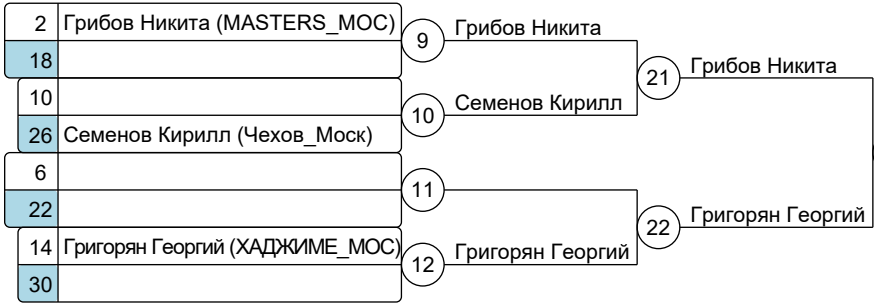 2 Грибов Никита (MASTERS_МОС)
18
9 Грибов Никита
10
26 Семенов Кирилл (Чехов_Моск)
10 Семенов Кирилл
21 Грибов Никита
6
22
11
14 Григорян Георгий (ХАДЖИМЕ_МОС)
30
12 Григорян Георгий
22 Григорян Георгий